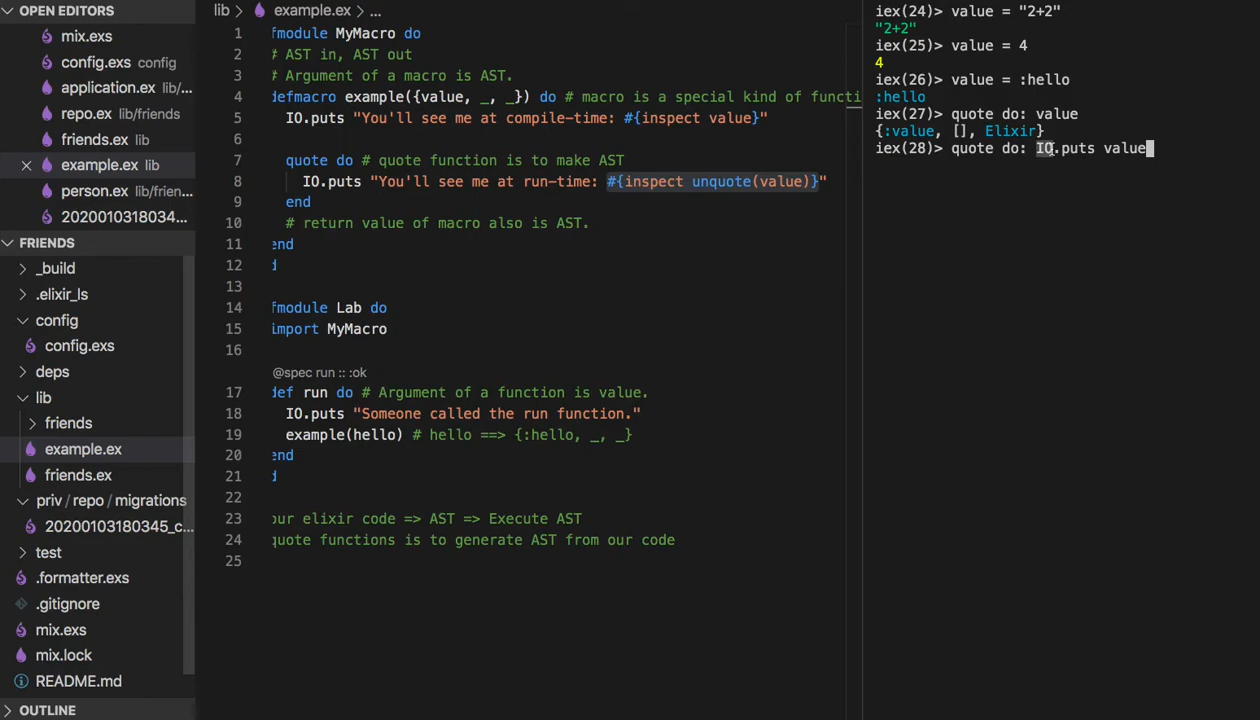 OPEN EDITORS
mix.exs
config.exs config
application.ex lib/...
repo.ex lib/friends
friends.ex lib
example.ex lib
person.ex lib/frien...
2020010318034...
FRIENDS
_build
.elixir_ls
config
config.exs
deps
lib
friends
example.ex
friends.ex
priv/repo/migrations
20200103180345_c...
test
.formatter.exs
.gitignore
mix.exs
mix.lock
README.md
OUTLINE
lib > example.ex > ...
1 fmodule MyMacro do
2 # AST in, AST out
3 # Argument of a macro is AST.
4 defmacro example({value, _, _}) do # macro is a special kind of functi
5 IO.puts "You'll see me at compile-time: #{inspect value}"
6
7 quote do # quote function is to make AST
8 IO.puts "You'll see me at run-time: #{inspect unquote(value)}"
9 end
10 # return value of macro also is AST.
11 end
12 d
13
14 fmodule Lab do
15 import MyMacro
16
@spec run :: :ok
17 def run do # Argument of a function is value.
18 IO.puts "Someone called the run function."
19 example(hello) # hello ==> {:hello, _, _}
20 end
21 d
22
23 our elixir code => AST => Execute AST
24 quote functions is to generate AST from our code
25
iex(24)> value = "2+2"
"2+2"
iex(25)> value = 4
4
iex(26)> value = :hello
:hello
iex(27)> quote do: value
{:value, [], Elixir}
iex(28)> quote do: IO.puts value